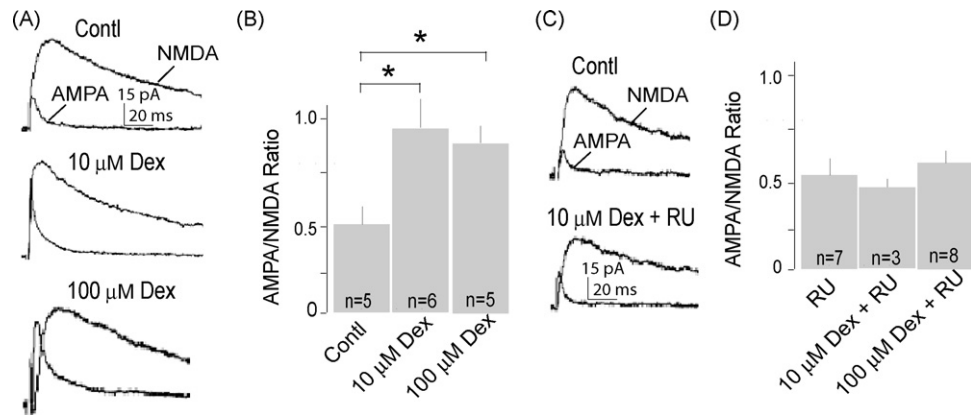 (A)
Contl
NMDA
AMPA
15 pA
20 ms
10 µM Dex
100 µM Dex
(B)
*
*
AMPA/NMDA Ratio
1.0
0.5
0
n=5
n=6
n=5
Contl
10 µM Dex
100 µM Dex
(C)
Contl
NMDA
AMPA
10 µM Dex + RU
15 pA
20 ms
(D)
AMPA/NMDA Ratio
1.0
0.5
0
n=7
n=3
n=8
RU
10 µM Dex + RU
100 µM Dex + RU